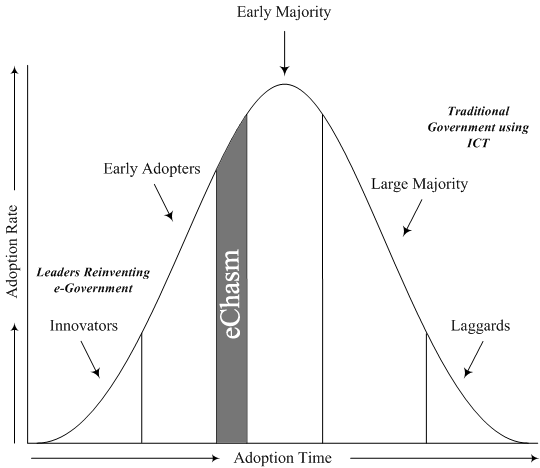 Early Majority
Traditional
Government using
ICT
Early Adopters
Large Majority
Leaders Reinventing
e-Government
Innovators
eChasm
Laggards
Adoption Rate
Adoption Time